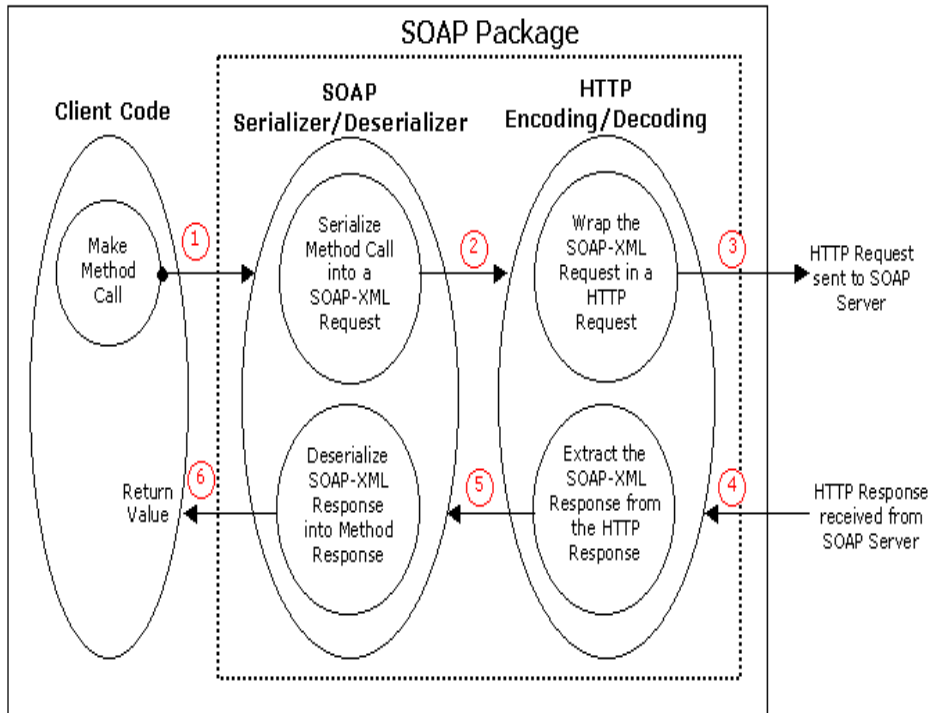 SOAP Package
Client Code
SOAP
Serializer/Deserializer
HTTP
Encoding/Decoding
Make
Method
Call
1
Serialize
Method Call
into a
SOAP-XML
Request
2
Wrap the
SOAP-XML
Request in a
HTTP
Request
3
HTTP Request
sent to SOAP
Server
HTTP Response
received from
SOAP Server
4
Extract the
SOAP-XML
Response from
the HTTP
Response
5
Deserialize
SOAP-XML
Response
into Method
Response
6
Return
Value